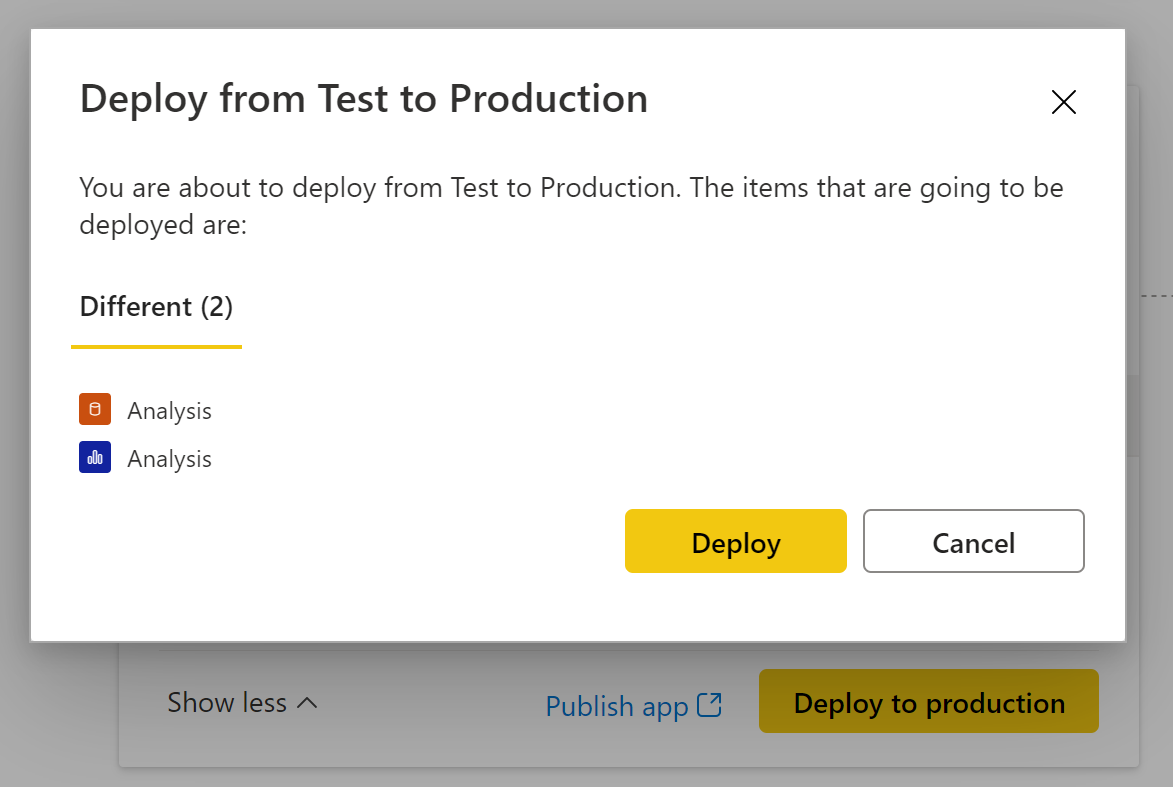 Deploy from Test to Production
You are about to deploy from Test to Production. The items that are going to be
deployed are:
Different (2)
Analysis
Analysis
Deploy
Cancel
Show less
Publish app
Deploy to production